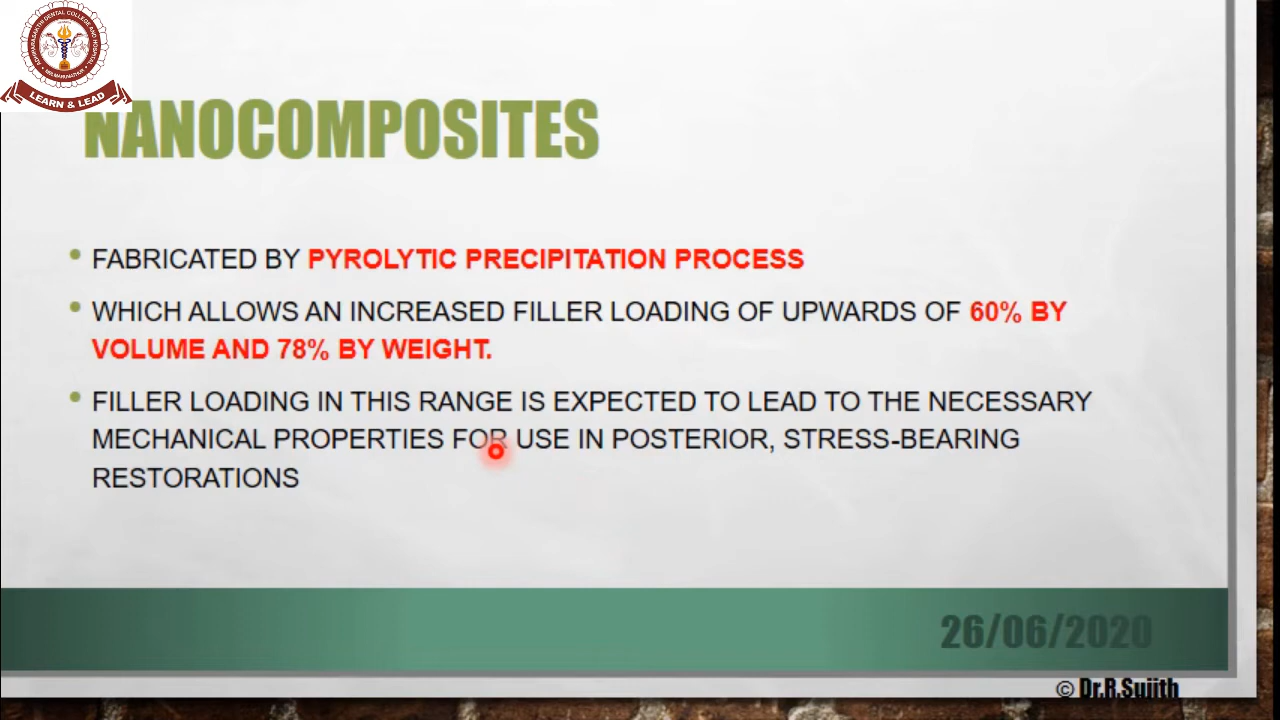 LEARN & LEAD
NANOCOMPOSITES
• FABRICATED BY PYROLYTIC PRECIPITATION PROCESS
• WHICH ALLOWS AN INCREASED FILLER LOADING OF UPWARDS OF 60% BY
VOLUME AND 78% BY WEIGHT.
• FILLER LOADING IN THIS RANGE IS EXPECTED TO LEAD TO THE NECESSARY
MECHANICAL PROPERTIES FOR USE IN POSTERIOR, STRESS-BEARING
RESTORATIONS
26/06/2020
© Dr.R.Sujith